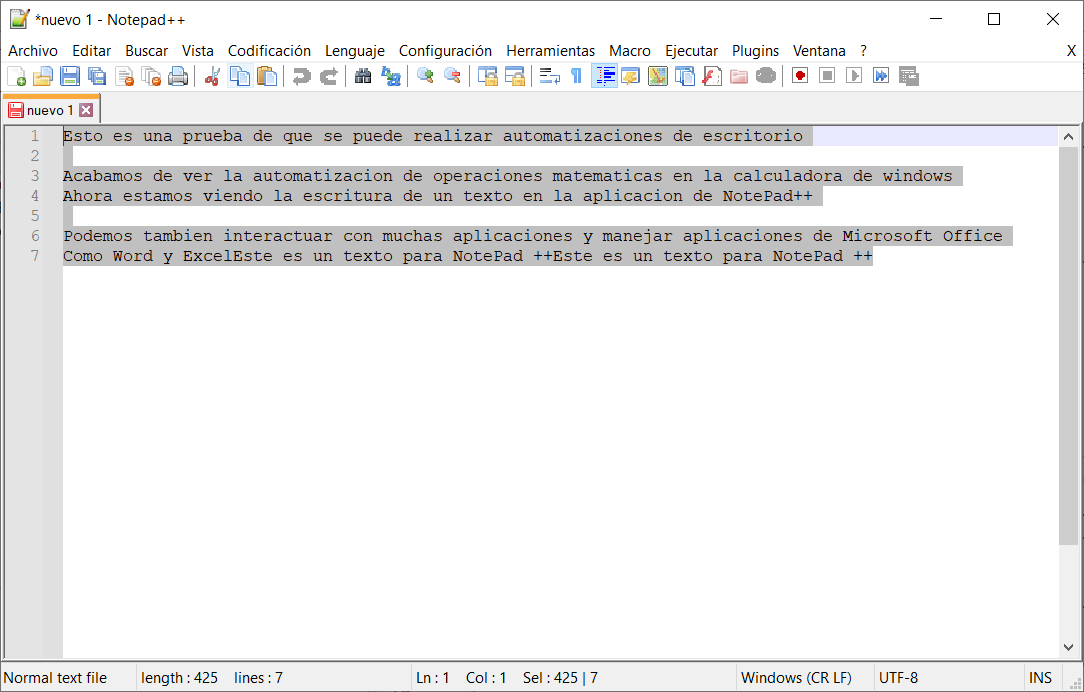 *nuevo 1 - Notepad++
Archivo Editar Buscar Vista Codificación Lenguaje Configuración Herramientas Macro Ejecutar Plugins Ventana ? X
nuevo 1
1 Esto es una prueba de que se puede realizar automatizaciones de escritorio
2
3 Acabamos de ver la automatizacion de operaciones matematicas en la calculadora de windows
4 Ahora estamos viendo la escritura de un texto en la aplicacion de NotePad++
5
6 Podemos tambien interactuar con muchas aplicaciones y manejar aplicaciones de Microsoft Office
7 Como Word y ExcelEste es un texto para NotePad ++Este es un texto para NotePad ++
Normal text file length : 425 lines : 7 Ln : 1 Col : 1 Sel : 425 | 7 Windows (CR LF) UTF-8 INS